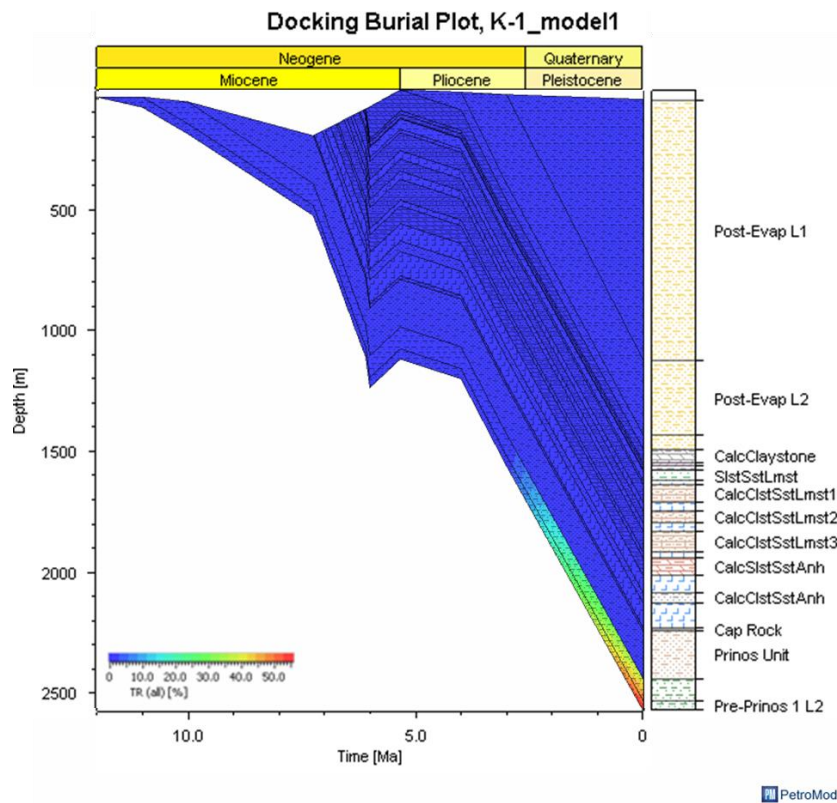 Docking Burial Plot, K-1_model1
Neogene Quaternary
Miocene Pliocene Pleistocene
500
1000
1500
2000
2500
Depth [m]
10.0 5.0 0
Time [Ma]
0 10.0 20.0 30.0 40.0 50.0
TR (all) [%]
Post-Evap L1
Post-Evap L2
CalcClaystone
SlstSstLmst
CalcClstSstLmst1
CalcClstSstLmst2
CalcClstSstLmst3
CalcSlstSstAnh
CalcClstSstAnh
Cap Rock
Prinos Unit
Pre-Prinos 1 L2
PM PetroMod